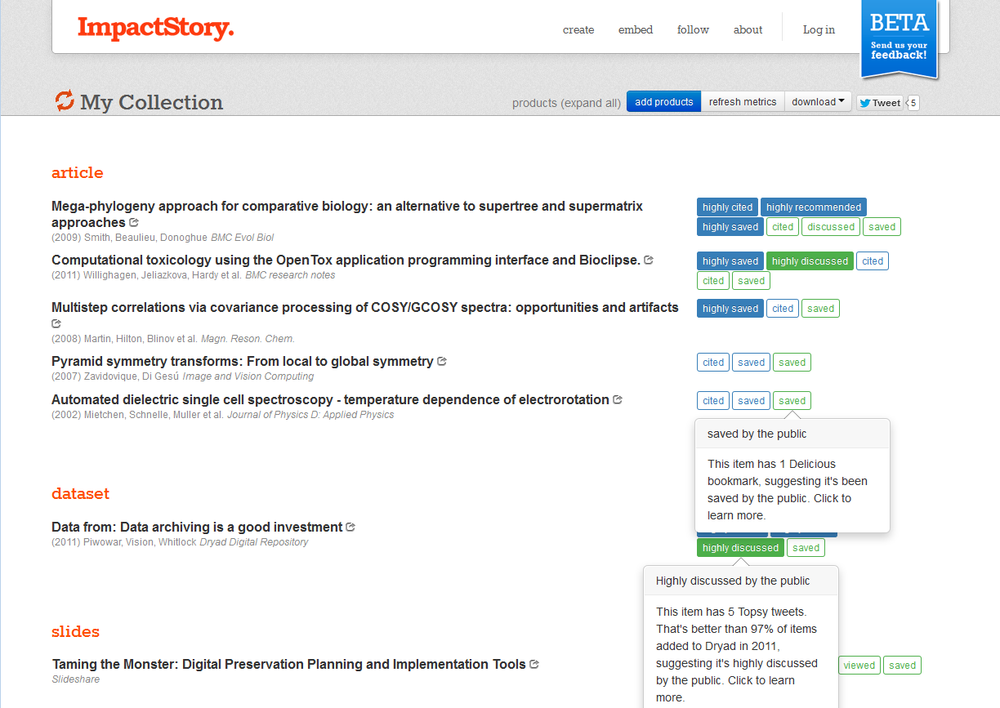 ImpactStory.
create embed follow about Log in
BETA
Send us your
feedback!
My Collection
products (expand all) add products refresh metrics download Tweet 5
article
Mega-phylogeny approach for comparative biology: an alternative to supertree and supermatrix
approaches
(2009) Smith, Beaulieu, Donoghue BMC Evol Biol
highly cited highly recommended
highly saved cited discussed saved
Computational toxicology using the OpenTox application programming interface and Bioclipse.
(2011) Willighagen, Jeliazkova, Hardy et al. BMC research notes
highly saved highly discussed cited
cited saved
Multistep correlations via covariance processing of COSY/GCOSY spectra: opportunities and artifacts
(2008) Martin, Hilton, Blinov et al. Magn. Reson. Chem.
highly saved cited saved
Pyramid symmetry transforms: From local to global symmetry
(2007) Zavidovique, Di Gesú Image and Vision Computing
cited saved saved
Automated dielectric single cell spectroscopy - temperature dependence of electrorotation
(2002) Mietchen, Schnelle, Muller et al. Journal of Physics D: Applied Physics
cited saved saved
saved by the public
This item has 1 Delicious
bookmark, suggesting it's been
saved by the public. Click to
learn more.
dataset
Data from: Data archiving is a good investment
(2011) Piwowar, Vision, Whitlock Dryad Digital Repository
highly discussed saved
Highly discussed by the public
This item has 5 Topsy tweets.
That's better than 97% of items
added to Dryad in 2011,
suggesting it's highly discussed
by the public. Click to learn
more.
slides
Taming the Monster: Digital Preservation Planning and Implementation Tools
Slideshare
viewed saved